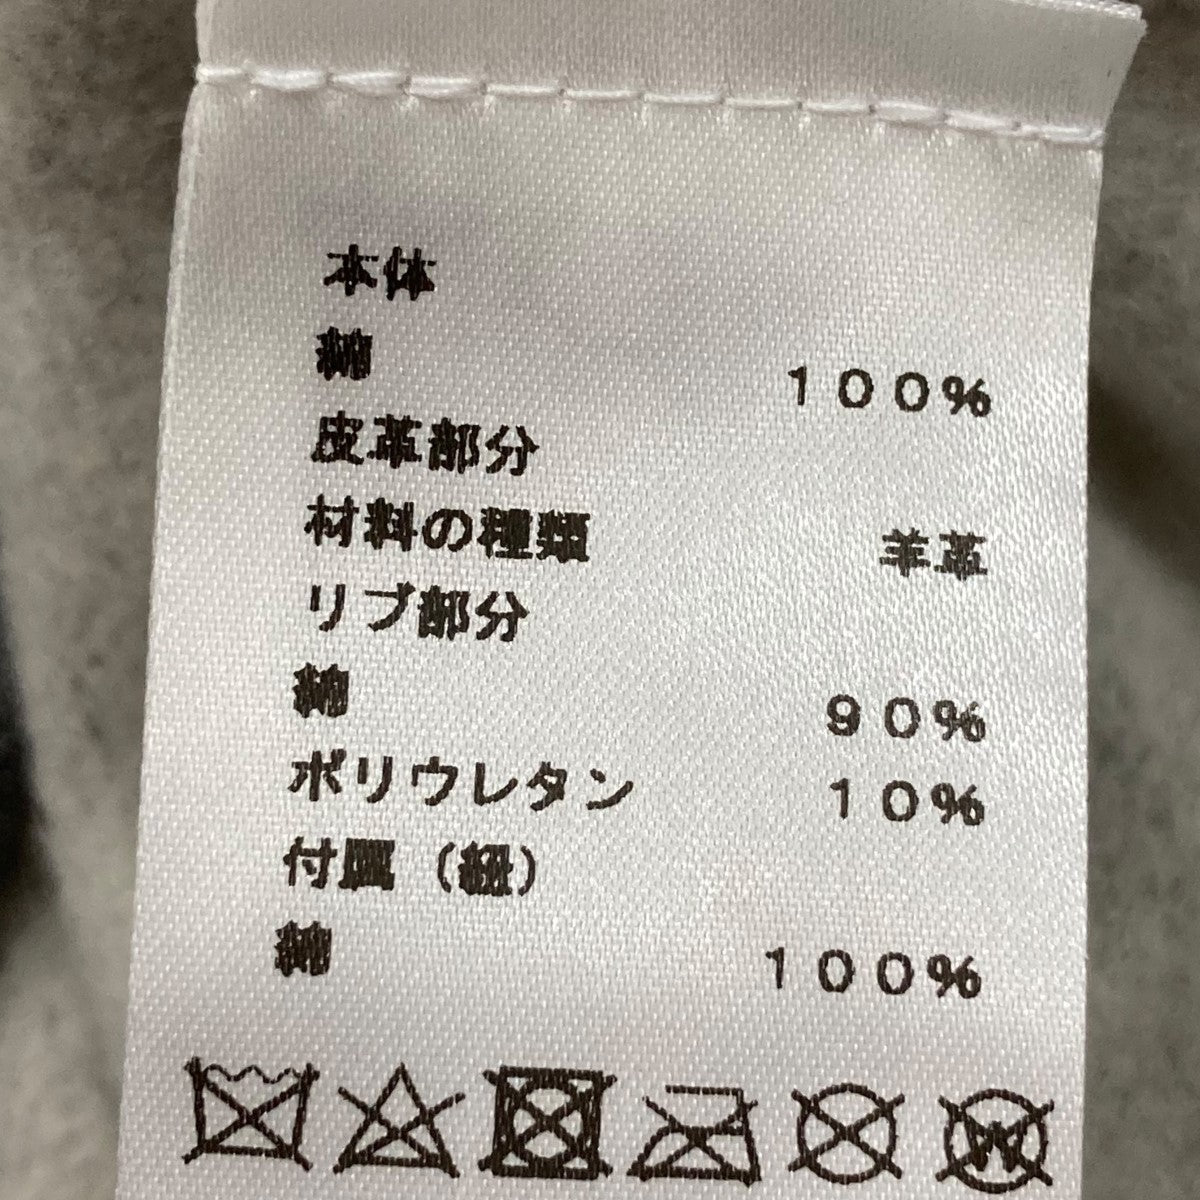 本体
綿 100%
皮革部分
材料の種類 羊革
リブ部分
綿 90%
ポリウレタン 10%
付属(紐)
綿 100%
W